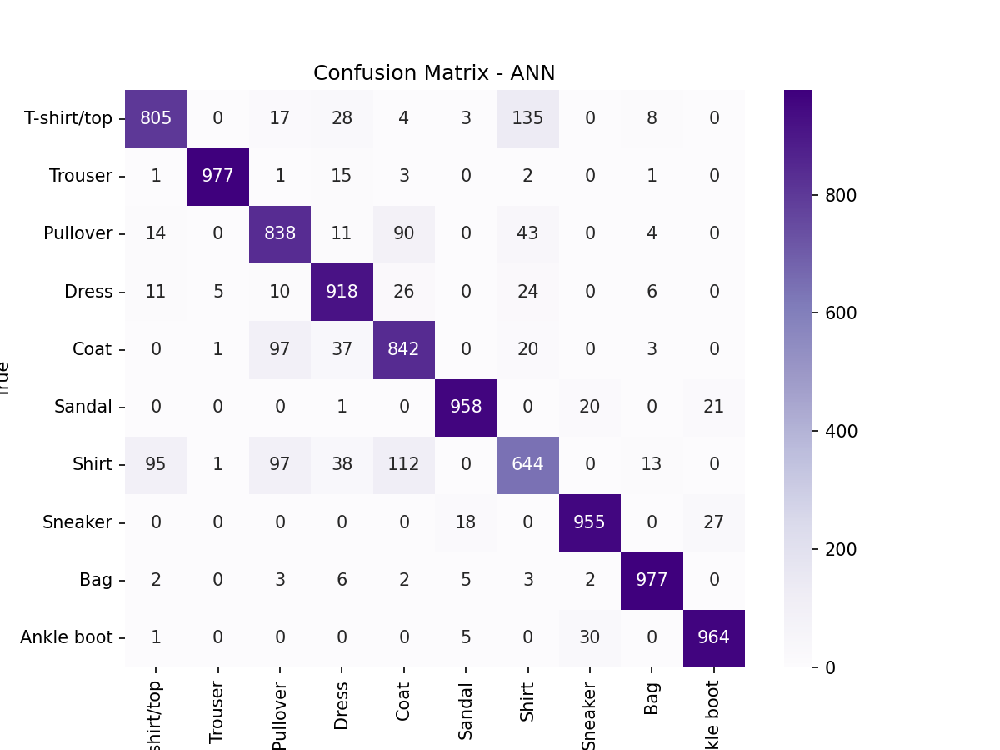 Confusion Matrix - ANN
T-shirt/top 805 0 17 28 4 3 135 0 8 0
Trouser 1 977 1 15 3 0 2 0 1 0
Pullover 14 0 838 11 90 0 43 0 4 0
Dress 11 5 10 918 26 0 24 0 6 0
Coat 0 1 97 37 842 0 20 0 3 0
Sandal 0 0 0 1 0 958 0 20 0 21
Shirt 95 1 97 38 112 0 644 0 13 0
Sneaker 0 0 0 0 0 18 0 955 0 27
Bag 2 0 3 6 2 5 3 2 977 0
Ankle boot 1 0 0 0 0 5 0 30 0 964
shirt/top Trouser Pullover Dress Coat Sandal Shirt Sneaker Bag kle boot
True
800
600
400
200
0